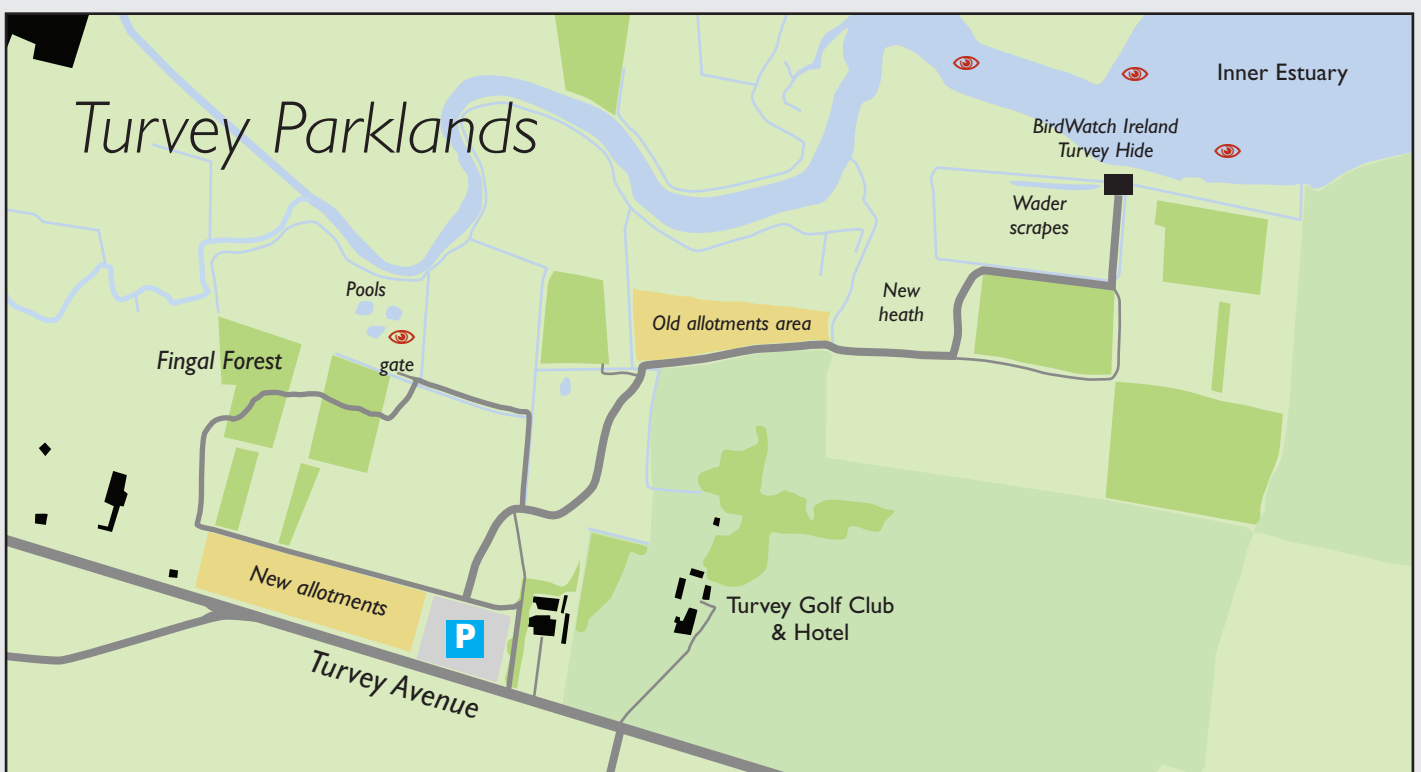 Inner Estuary
Turvey Parklands
BirdWatch Ireland
Turvey Hide
Wader
scrapes
Pools
New
heath
Old allotments area
Fingal Forest
gate
New allotments
Turvey Golf Club
& Hotel
P
Turvey Avenue